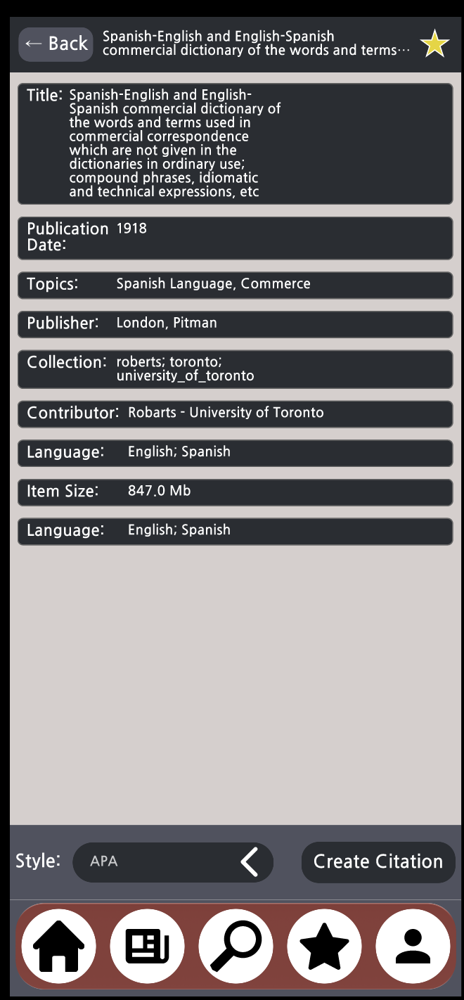 ← Back
Spanish-English and English-Spanish
commercial dictionary of the words and terms…
Title: Spanish-English and English-
Spanish commercial dictionary of
the words and terms used in
commercial correspondence
which are not given in the
dictionaries in ordinary use;
compound phrases, idiomatic
and technical expressions, etc
Publication 1918
Date:
Topics: Spanish Language, Commerce
Publisher: London, Pitman
Collection: roberts; toronto;
university_of_toronto
Contributor: Robarts - University of Toronto
Language: English; Spanish
Item Size: 847.0 Mb
Language: English; Spanish
Style: APA
Create Citation